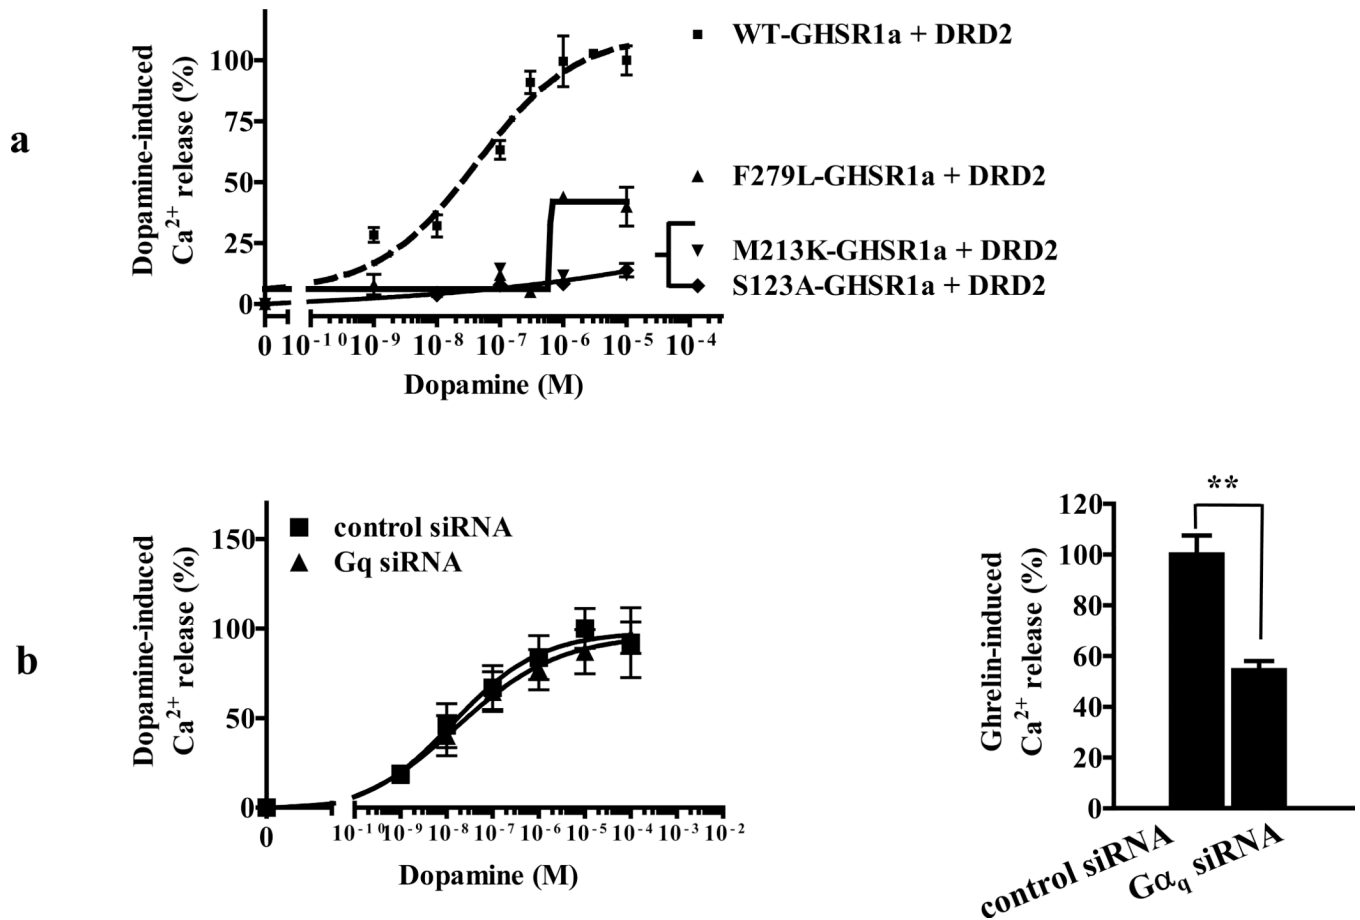 a
Dopamine-induced
Ca²⁺ release (%)
100
75
50
25
0
0 10⁻¹⁰ 10⁻⁹ 10⁻⁸ 10⁻⁷ 10⁻⁶ 10⁻⁵ 10⁻⁴
Dopamine (M)
WT-GHSR1a + DRD2
F279L-GHSR1a + DRD2
M213K-GHSR1a + DRD2
S123A-GHSR1a + DRD2
b
Dopamine-induced
Ca²⁺ release (%)
150
100
50
0
control siRNA
Gq siRNA
0 10⁻¹⁰ 10⁻⁹ 10⁻⁸ 10⁻⁷ 10⁻⁶ 10⁻⁵ 10⁻⁴ 10⁻³ 10⁻²
Dopamine (M)
Ghrelin-induced
Ca²⁺ release (%)
120
100
80
60
40
20
0
**
control siRNA
Gα_q siRNA